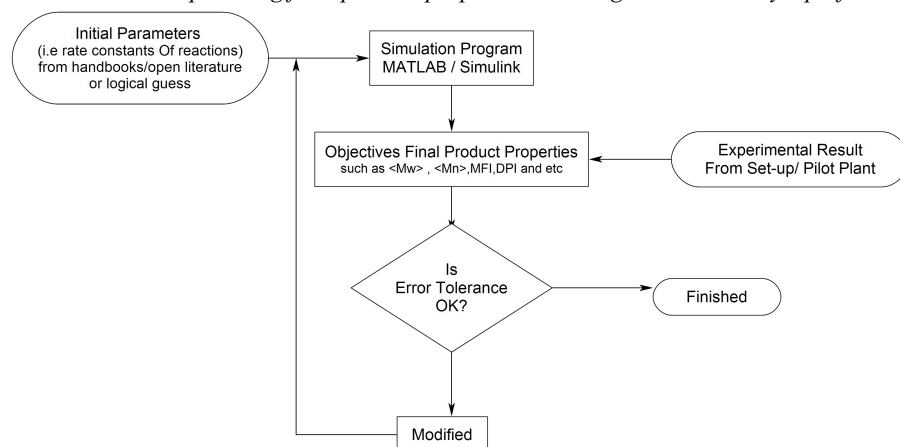 Initial Parameters
(i.e rate constants Of reactions)
from handbooks/open literature
or logical guess
Simulation Program
MATLAB / Simulink
Objectives Final Product Properties
such as <Mw> , <Mn>,MFI,DPI and etc
Experimental Result
From Set-up/ Pilot Plant
Is
Error Tolerance
OK?
Finished
Modified